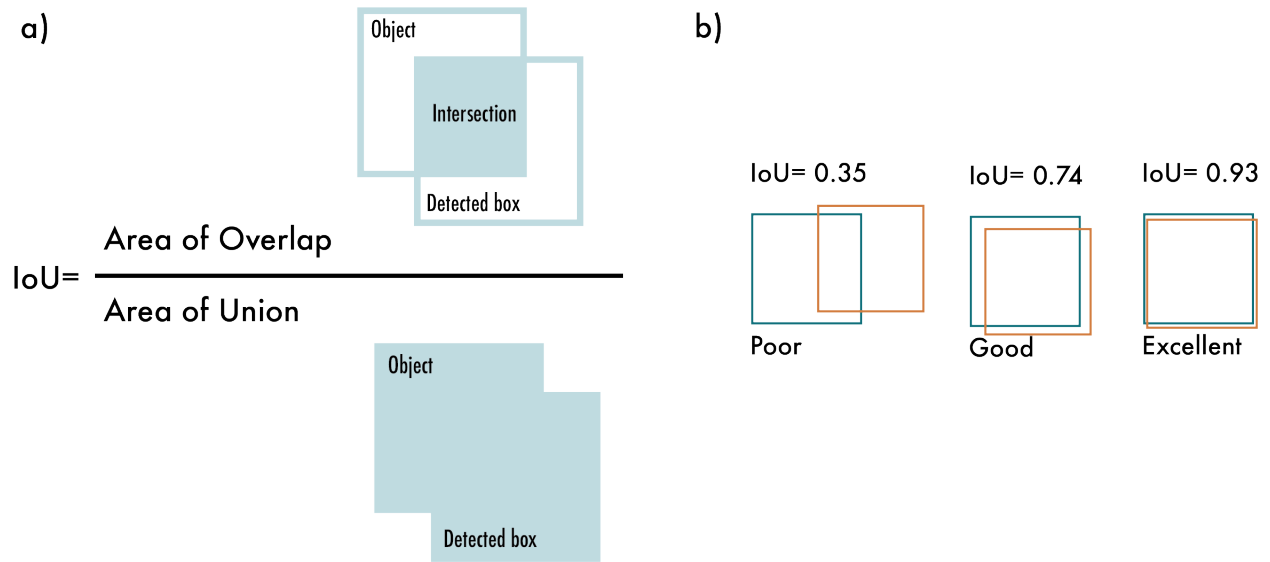 a)
Object
Intersection
Detected box
IoU=
Area of Overlap
Area of Union
Object
Detected box
b)
IoU= 0.35
Poor
IoU= 0.74
Good
IoU= 0.93
Excellent